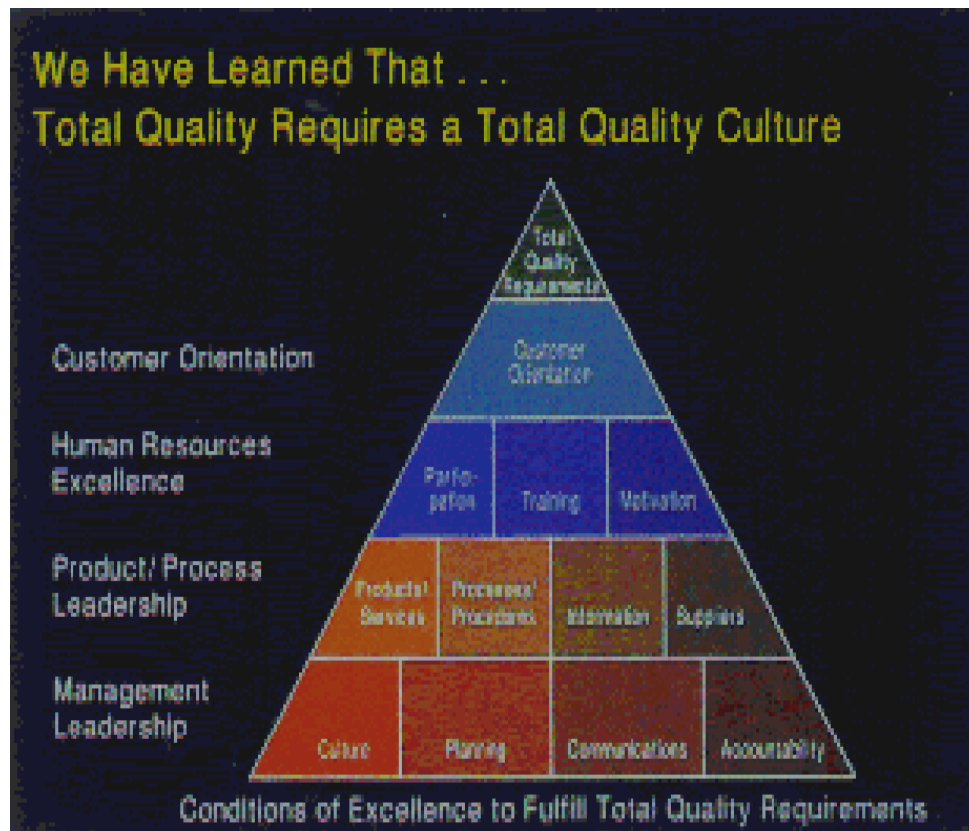 We Have Learned That . . .
Total Quality Requires a Total Quality Culture
Total
Quality
Requirements
Customer Orientation
Customer
Orientation
Human Resources
Excellence
Partici-
pation
Training
Motivation
Product/ Process
Leadership
Products/
Services
Processes/
Procedures
Information
Suppliers
Management
Leadership
Culture
Planning
Communications
Accountability
Conditions of Excellence to Fulfill Total Quality Requirements